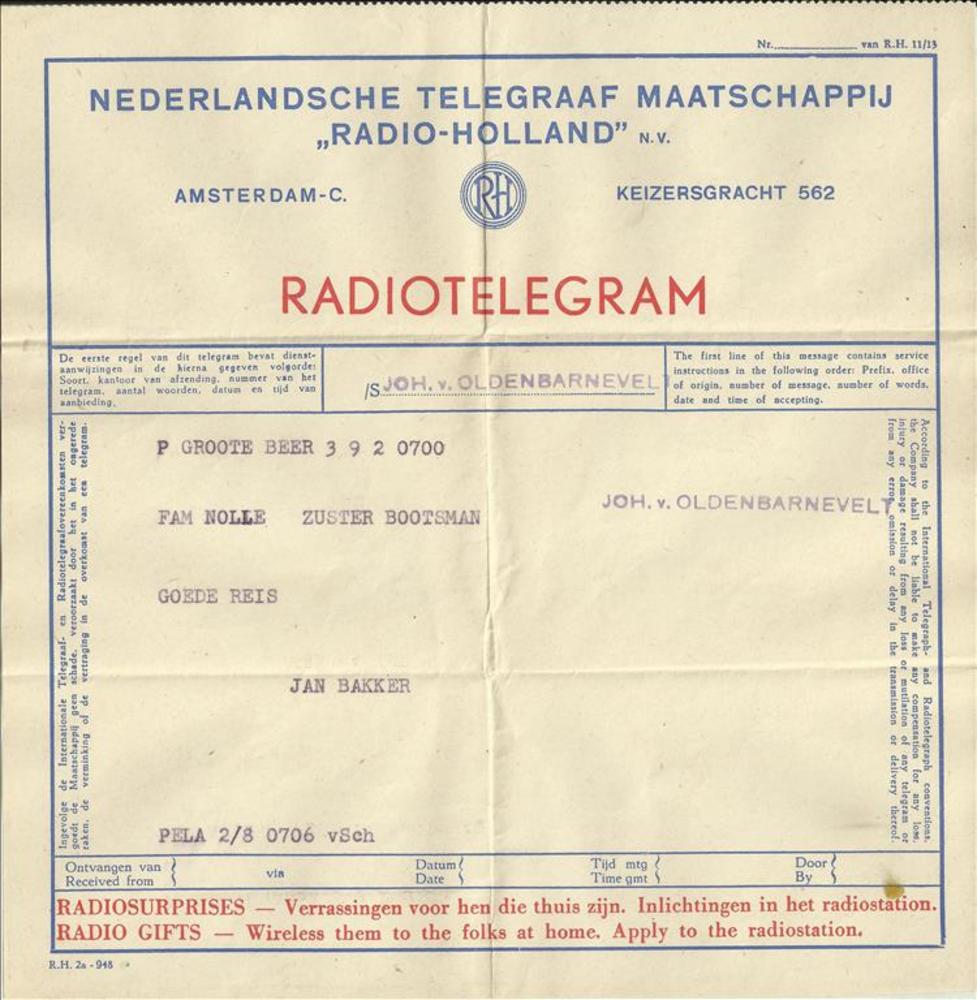 Nr. van R.H. 11/13
NEDERLANDSCHE TELEGRAAF MAATSCHAPPIJ
„RADIO-HOLLAND” N.V.
AMSTERDAM-C.
RH
KEIZERSGRACHT 562
RADIOTELEGRAM
De eerste regel van dit telegram bevat dienst-
aanwijzingen in de hierna gegeven volgorde:
Soort, kantoor van afzending, nummer van het
telegram, aantal woorden, datum en tijd van
aanbieding.
/S JOH. v. OLDENBARNEVELT
The first line of this message contains service
instructions in the following order: Prefix, office
of origin, number of message, number of words,
date and time of accepting.
Ingevolge de Internationale Telegraaf- en Radiotelegraafovereenkomsten ver-
goedt de Maatschappij geen schade, veroorzaakt door het in het ongerede
raken, de verminking of de vertraging in de overkomst van een telegram.
P GROOTE BEER 3 9 2 0700
JOH. v. OLDENBARNEVELT
FAM NOLLE ZUSTER BOOTSMAN
GOEDE REIS
JAN BAKKER
PELA 2/8 0706 vSch
According to the International Telegraph- and Radiotelegraph conventions,
the Company shall not be liable to make any compensation for any loss,
injury or damage resulting from any loss or mutilation of any telegram or
from any error, omission or delay in the transmission or delivery thereof.
Ontvangen van via Datum Tijd mtg Door
Received from Date Time gmt By
RADIOSURPRISES — Verrassingen voor hen die thuis zijn. Inlichtingen in het radiostation.
RADIO GIFTS — Wireless them to the folks at home. Apply to the radiostation.
R.H. 2a - 948